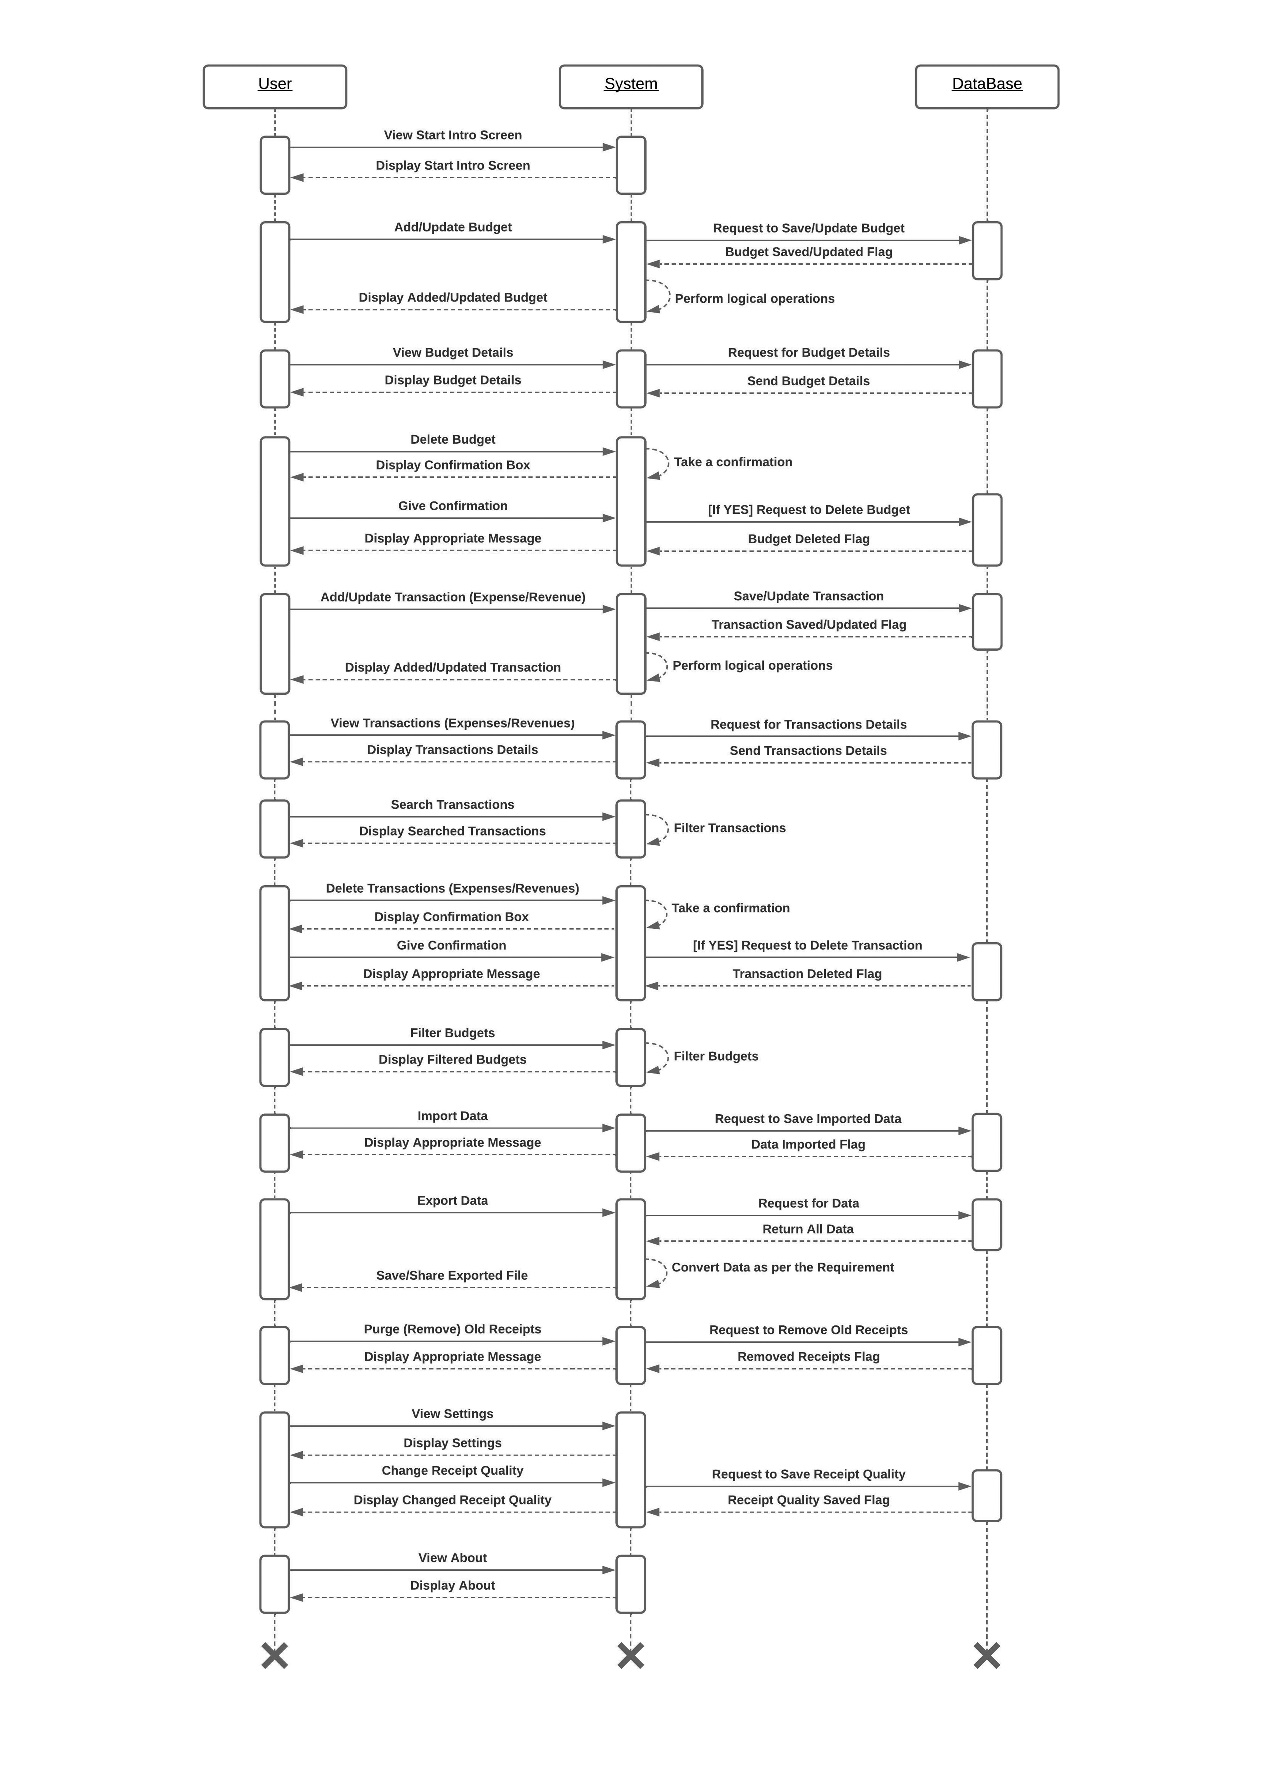 User
System
DataBase
View Start Intro Screen
Display Start Intro Screen
Add/Update Budget
Request to Save/Update Budget
Budget Saved/Updated Flag
Display Added/Updated Budget
Perform logical operations
View Budget Details
Request for Budget Details
Display Budget Details
Send Budget Details
Delete Budget
Take a confirmation
Display Confirmation Box
Give Confirmation
[If YES] Request to Delete Budget
Display Appropriate Message
Budget Deleted Flag
Add/Update Transaction (Expense/Revenue)
Save/Update Transaction
Transaction Saved/Updated Flag
Display Added/Updated Transaction
Perform logical operations
View Transactions (Expenses/Revenues)
Request for Transactions Details
Display Transactions Details
Send Transactions Details
Search Transactions
Display Searched Transactions
Filter Transactions
Delete Transactions (Expenses/Revenues)
Take a confirmation
Display Confirmation Box
Give Confirmation
[If YES] Request to Delete Transaction
Display Appropriate Message
Transaction Deleted Flag
Filter Budgets
Display Filtered Budgets
Filter Budgets
Import Data
Request to Save Imported Data
Display Appropriate Message
Data Imported Flag
Export Data
Request for Data
Return All Data
Convert Data as per the Requirement
Save/Share Exported File
Purge (Remove) Old Receipts
Request to Remove Old Receipts
Display Appropriate Message
Removed Receipts Flag
View Settings
Display Settings
Change Receipt Quality
Request to Save Receipt Quality
Display Changed Receipt Quality
Receipt Quality Saved Flag
View About
Display About